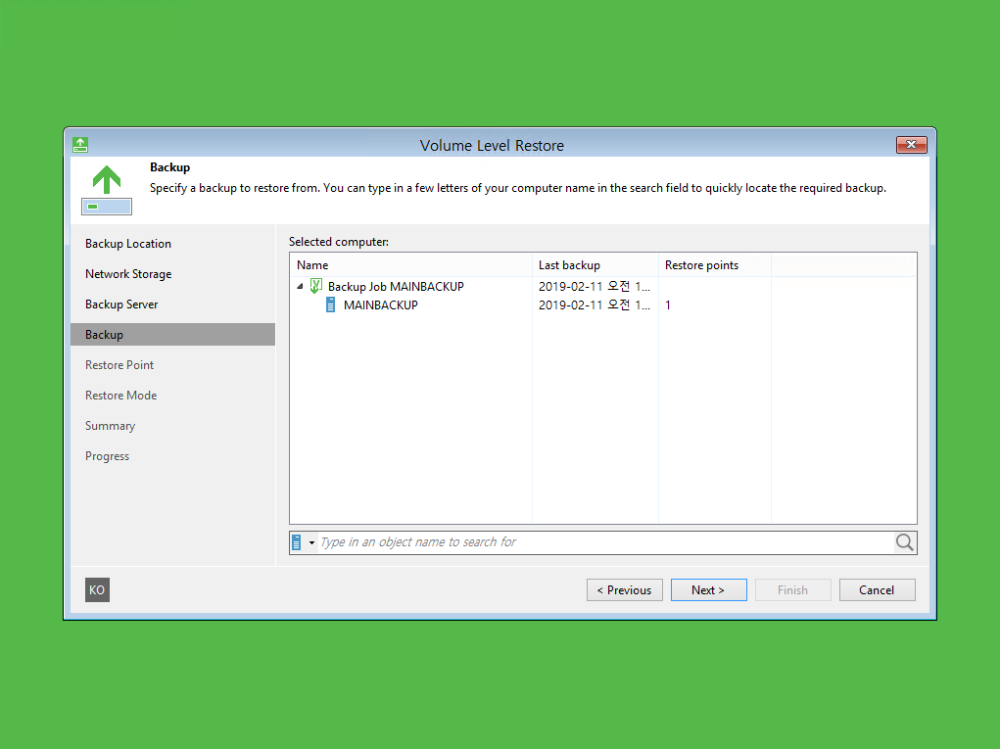 Volume Level Restore
Backup
Specify a backup to restore from. You can type in a few letters of your computer name in the search field to quickly locate the required backup.
Backup Location
Network Storage
Backup Server
Backup
Restore Point
Restore Mode
Summary
Progress
Selected computer:
Name Last backup Restore points
Backup Job MAINBACKUP 2019-02-11 오전 1...
MAINBACKUP 2019-02-11 오전 1... 1
Type in an object name to search for
KO
< Previous Next > Finish Cancel